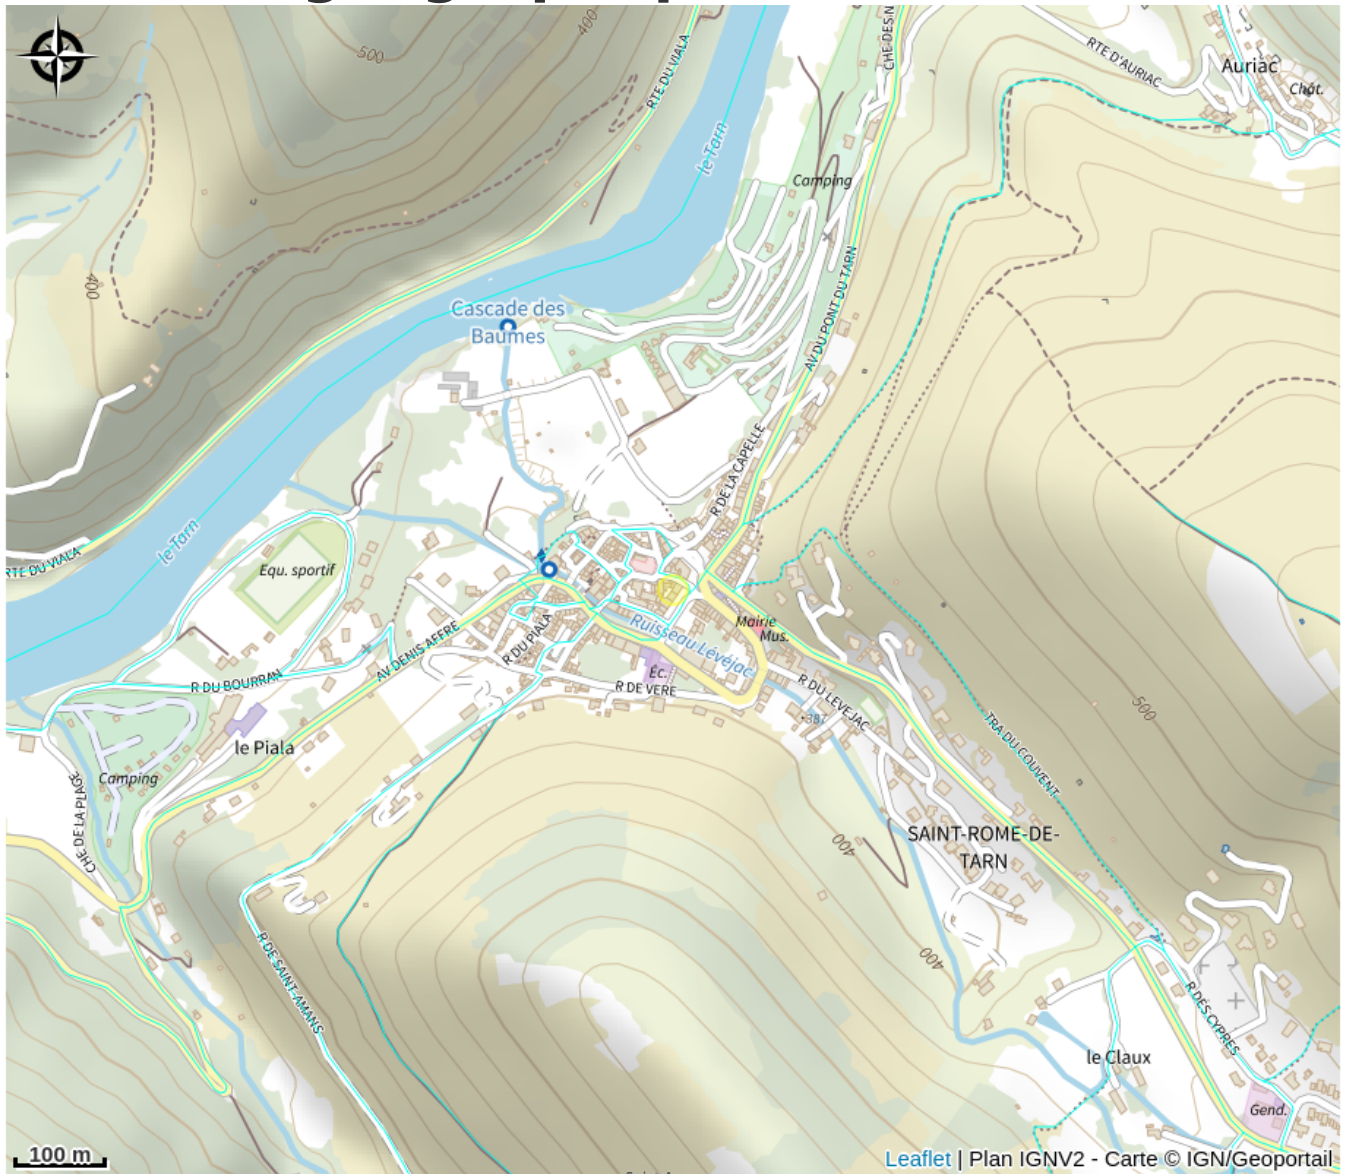 500
400
RTE DU VIALA
le Tarn
CHE DES N
RTE D'AURIAC
Auriac
Chât.
Camping
400
Cascade des
Baumes
AV DU PONT DU TARN
R DE LA CAPELLE
le Tarn
RTE DU VIALA
Equ. sportif
AV DENIS AFFRE
R DU PIALA
Ruisseau Lévéjac
Mairie
Mus.
Éc.
R DE VERE
R DU BOURRAN
R DU LEVEJAC
387
500
TRA DU COUVENT
le Piala
Camping
CHE DE LA PLAGE
400
SAINT-ROME-DE-
TARN
400
R DE SAINT-AMANS
R DES CYPRES
le Claux
Gend.
100 m
Leaflet | Plan IGNV2 - Carte © IGN/Geoportail